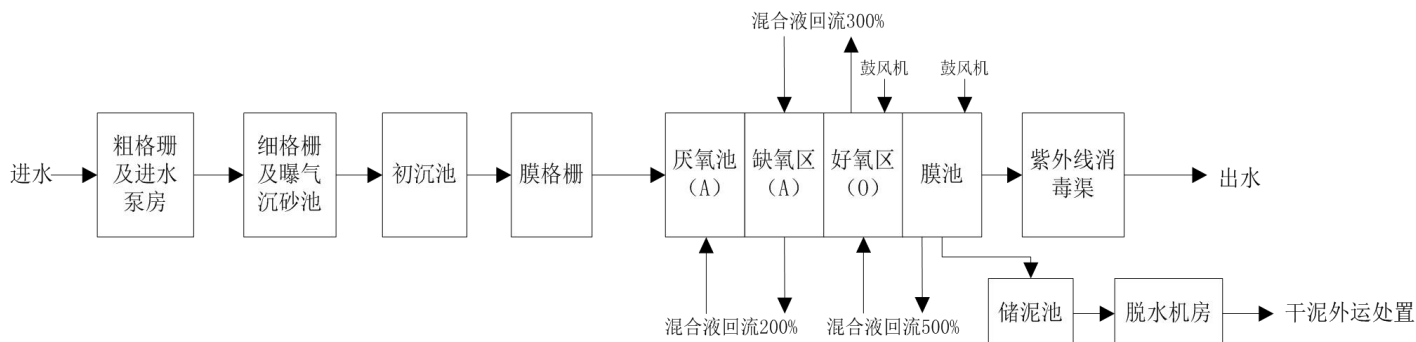 混合液回流300%
鼓风机
鼓风机
进水
粗格珊
及进水
泵房
细格栅
及曝气
沉砂池
初沉池
膜格栅
厌氧池
（A）
缺氧区
（A）
好氧区
（O）
膜池
紫外线消
毒渠
出水
混合液回流200%
混合液回流500%
储泥池
脱水机房
干泥外运处置